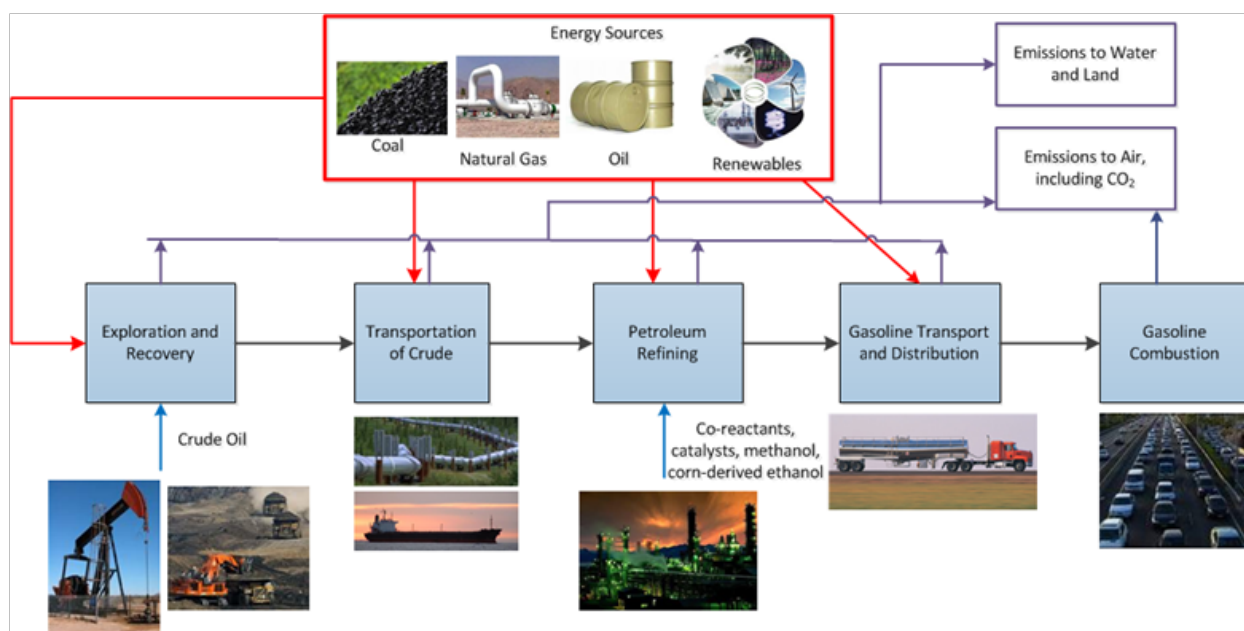 Energy Sources
Coal
Natural Gas
Oil
Renewables
Emissions to Water
and Land
Emissions to Air,
including CO₂
Exploration and
Recovery
Transportation
of Crude
Petroleum
Refining
Gasoline Transport
and Distribution
Gasoline
Combustion
Crude Oil
Co-reactants,
catalysts, methanol,
corn-derived ethanol